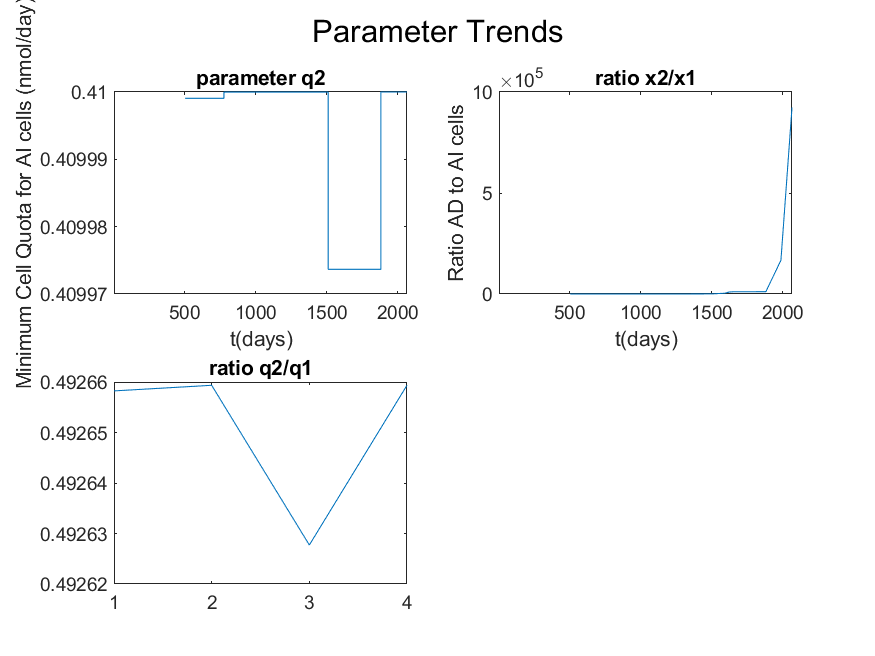 Parameter Trends
parameter q2
Minimum Cell Quota for AI cells (nmol/day)
0.41
0.40999
0.40998
0.40997
500 1000 1500 2000
t(days)
ratio x2/x1
×10⁵
Ratio AD to AI cells
10
5
0
500 1000 1500 2000
t(days)
ratio q2/q1
0.49266
0.49265
0.49264
0.49263
0.49262
1 2 3 4